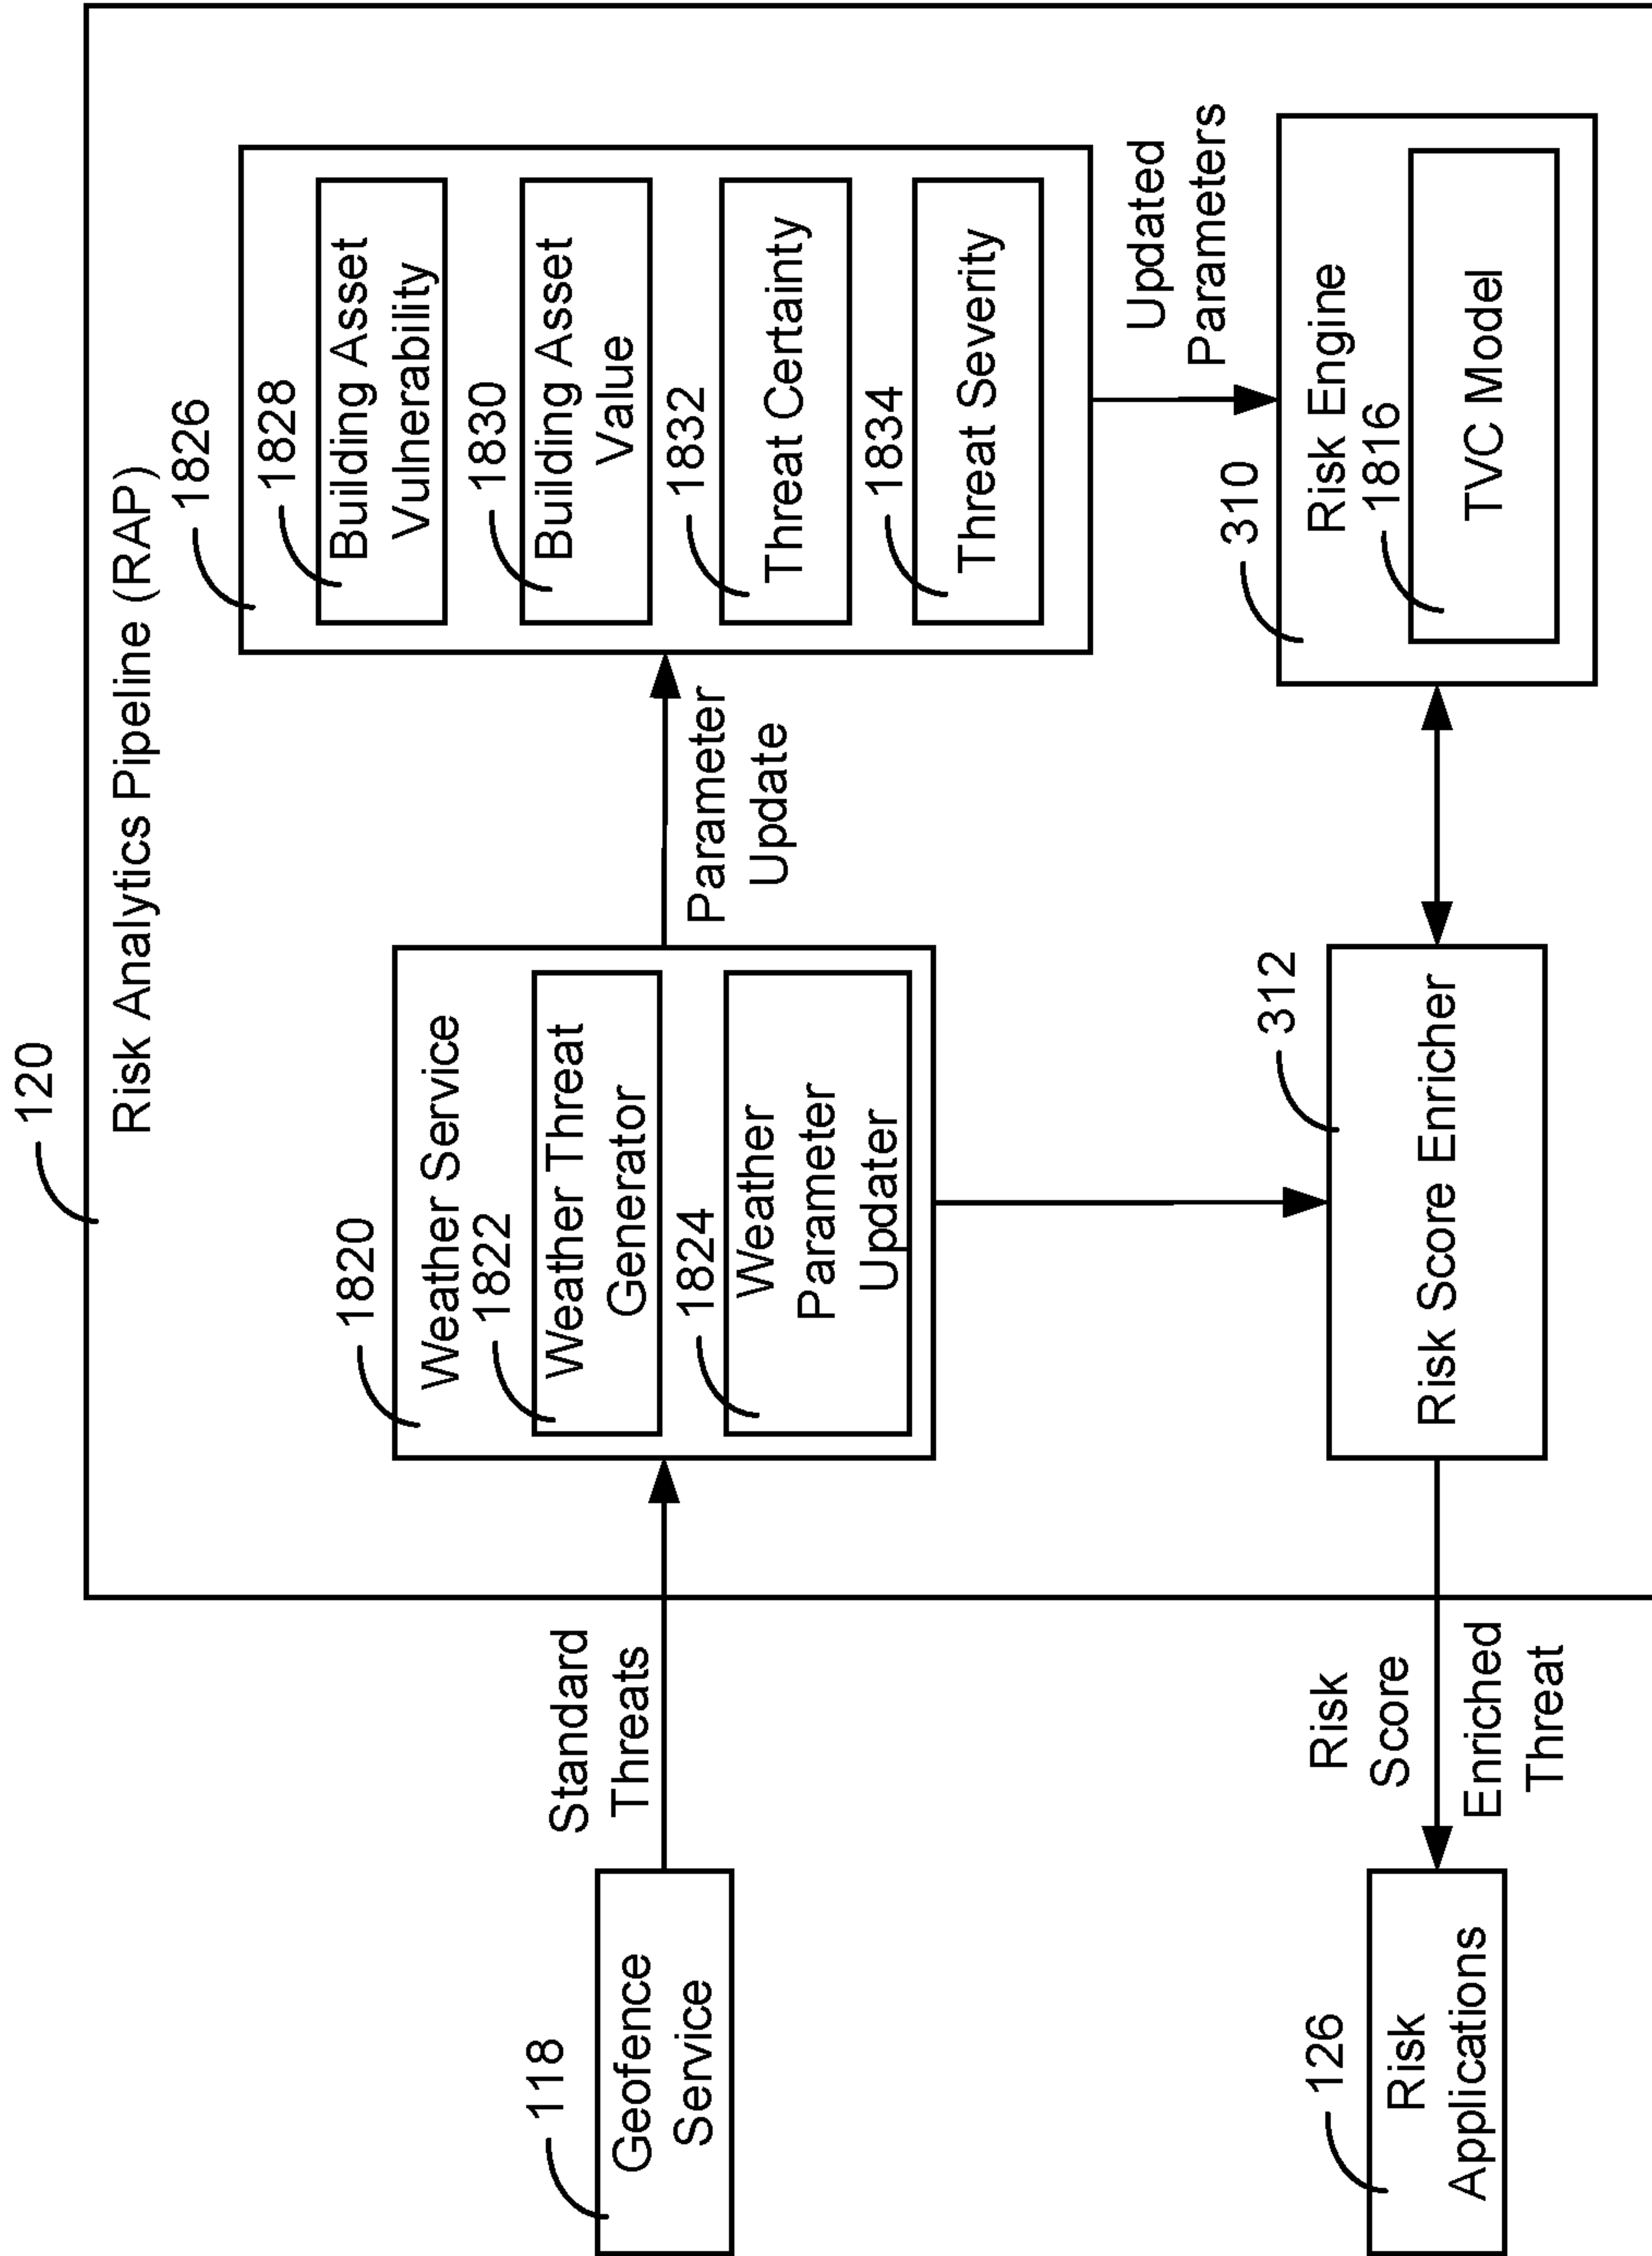 120
Risk Analytics Pipeline (RAP)
118
Geofence
Service
Standard
Threats
1820
Weather Service
1822
Weather Threat
Generator
1824
Weather
Parameter
Updater
Parameter
Update
1826
1828
Building Asset
Vulnerability
1830
Building Asset
Value
1832
Threat Certainty
1834
Threat Severity
Updated
Parameters
126
Risk
Applications
Risk
Score
Enriched
Threat
312
Risk Score Enricher
310
Risk Engine
1816
TVC Model